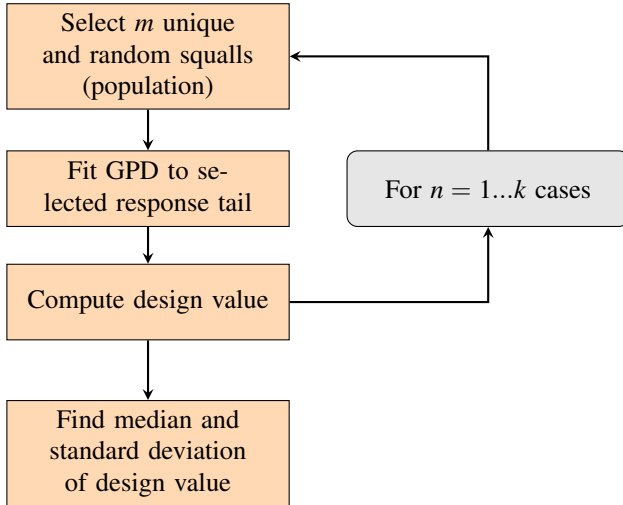 Select m unique
and random squalls
(population)
Fit GPD to se-
lected response tail
For n = 1...k cases
Compute design value
Find median and
standard deviation
of design value